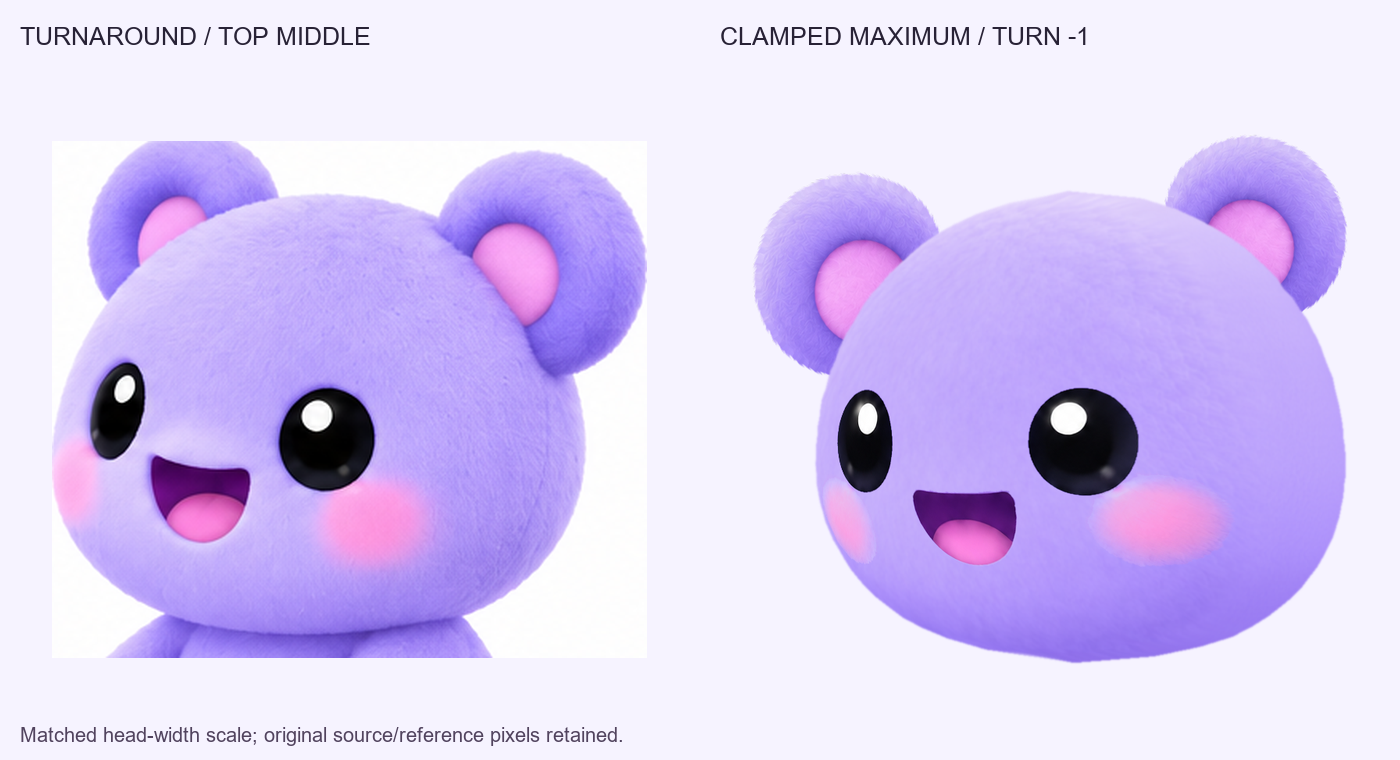 TURNAROUND / TOP MIDDLE
CLAMPED MAXIMUM / TURN -1
Matched head-width scale; original source/reference pixels retained.